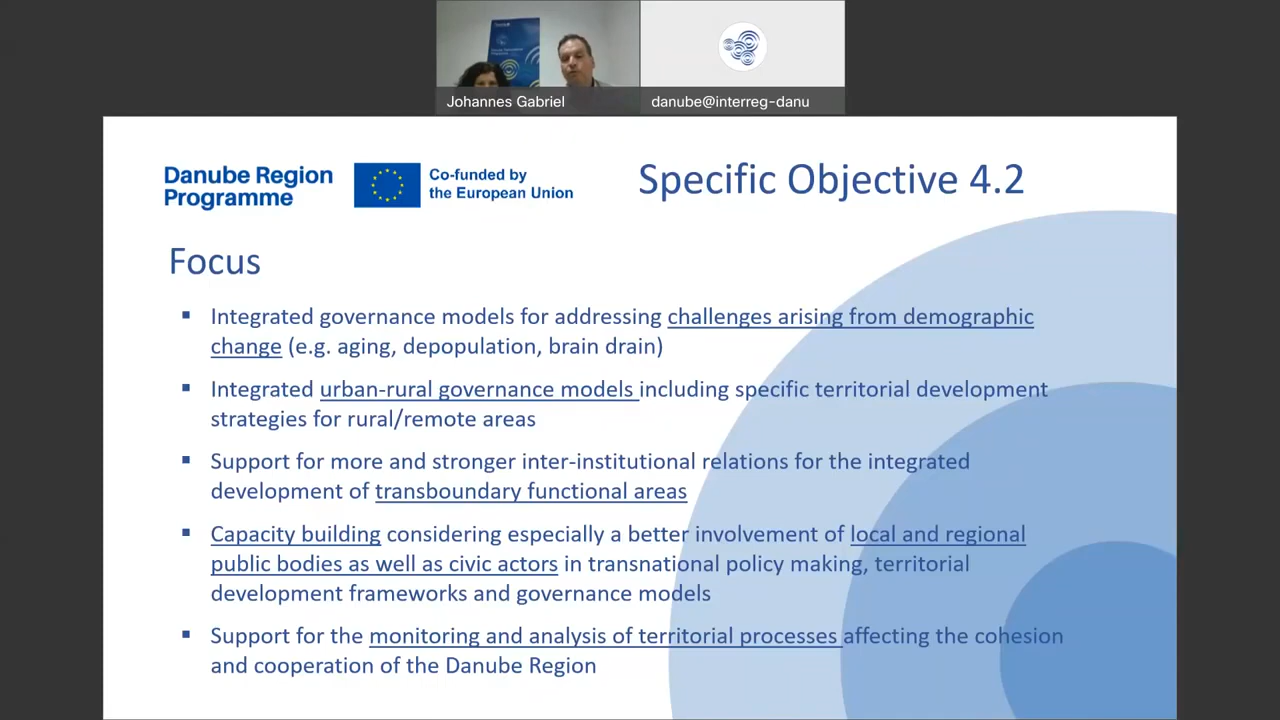 Johannes Gabriel
danube@interreg-danu
Danube Region
Programme
Co-funded by
the European Union
Specific Objective 4.2
Focus
▪ Integrated governance models for addressing challenges arising from demographic
change (e.g. aging, depopulation, brain drain)
▪ Integrated urban-rural governance models including specific territorial development
strategies for rural/remote areas
▪ Support for more and stronger inter-institutional relations for the integrated
development of transboundary functional areas
▪ Capacity building considering especially a better involvement of local and regional
public bodies as well as civic actors in transnational policy making, territorial
development frameworks and governance models
▪ Support for the monitoring and analysis of territorial processes affecting the cohesion
and cooperation of the Danube Region